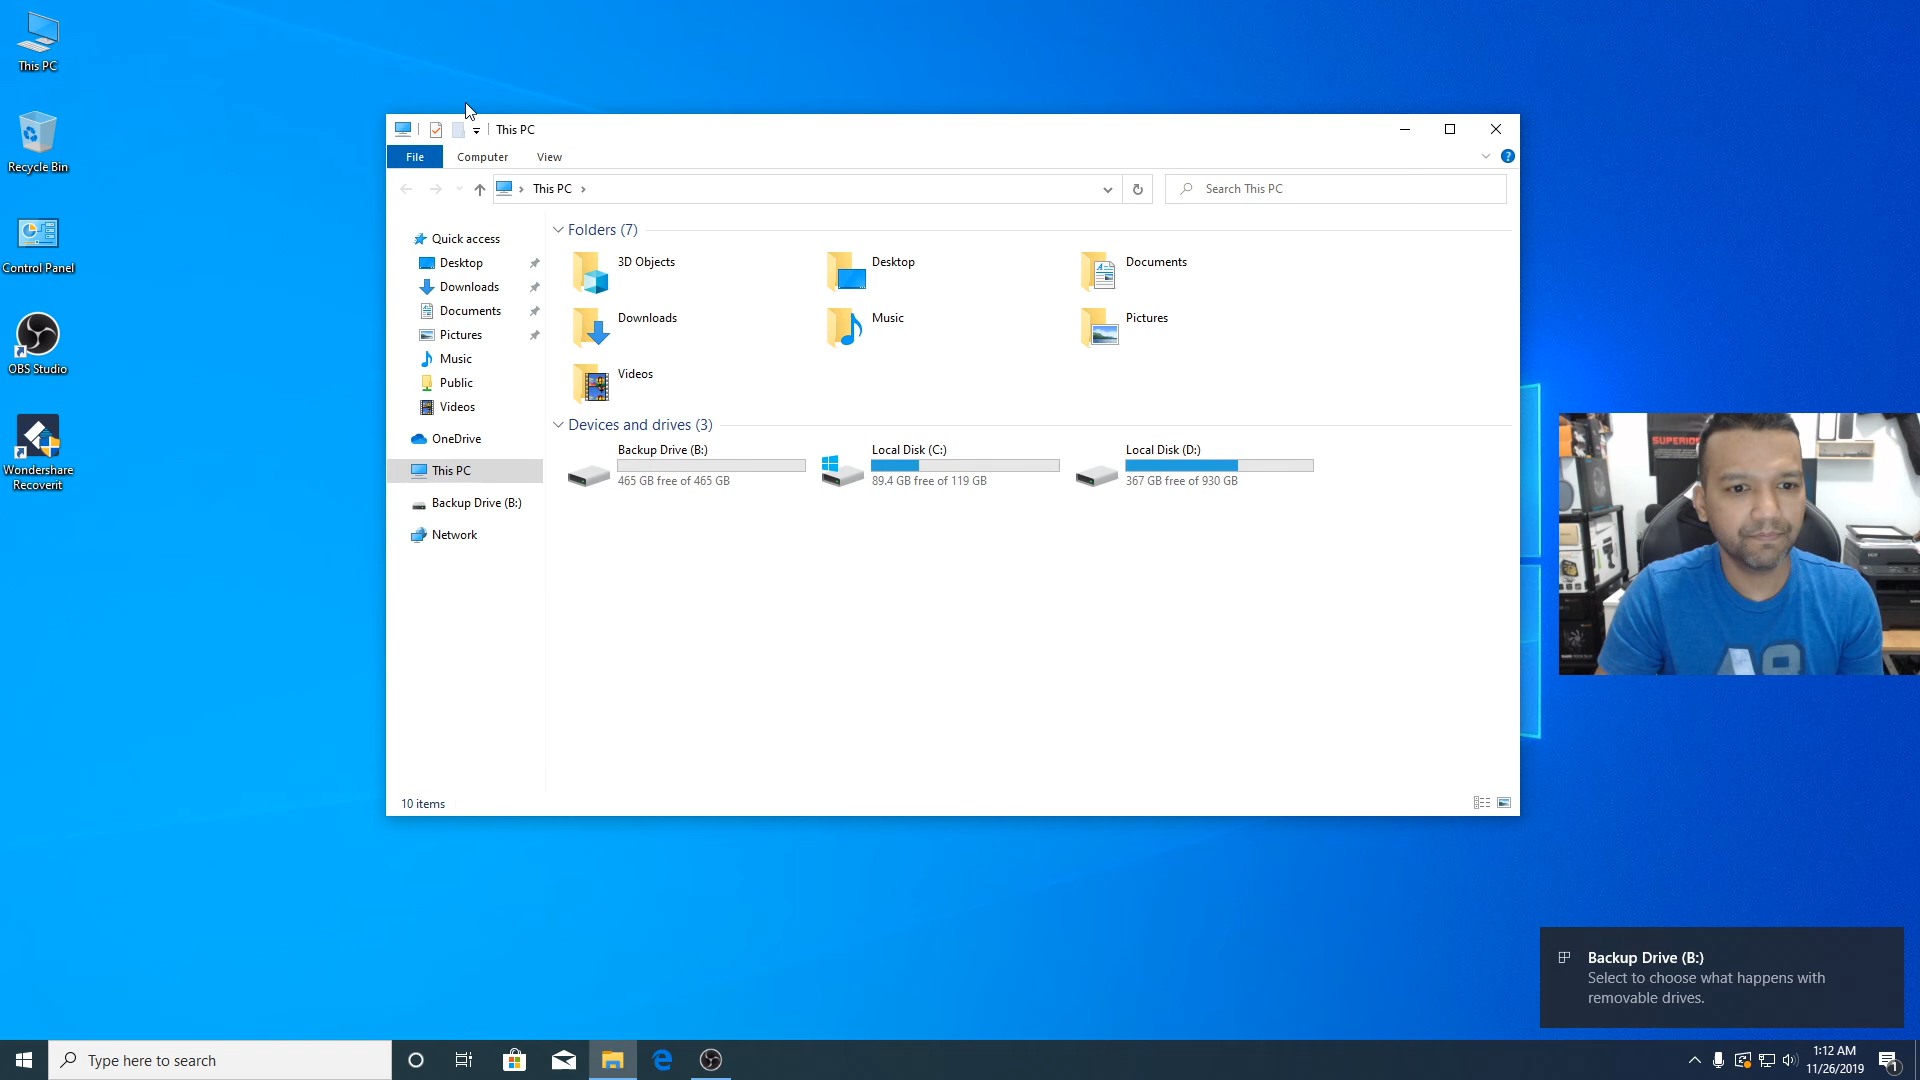 This PC
Recycle Bin
Control Panel
OBS Studio
Wondershare
Recoverit
This PC
File
Computer
View
This PC
Search This PC
Quick access
Desktop
Downloads
Documents
Pictures
Music
Public
Videos
OneDrive
This PC
Backup Drive (B:)
Network
Folders (7)
3D Objects
Desktop
Documents
Downloads
Music
Pictures
Videos
Devices and drives (3)
Backup Drive (B:)
465 GB free of 465 GB
Local Disk (C:)
89.4 GB free of 119 GB
Local Disk (D:)
367 GB free of 930 GB
10 items
SUPERIO
Backup Drive (B:)
Select to choose what happens with
removable drives.
Type here to search
1:12 AM
11/26/2019
1